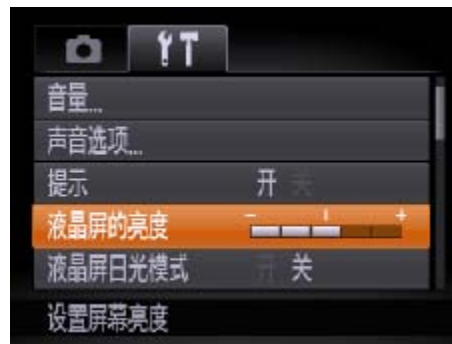 音量...
声音选项...
提示 开 关
液晶屏的亮度 - +
液晶屏日光模式 开 关
设置屏幕亮度